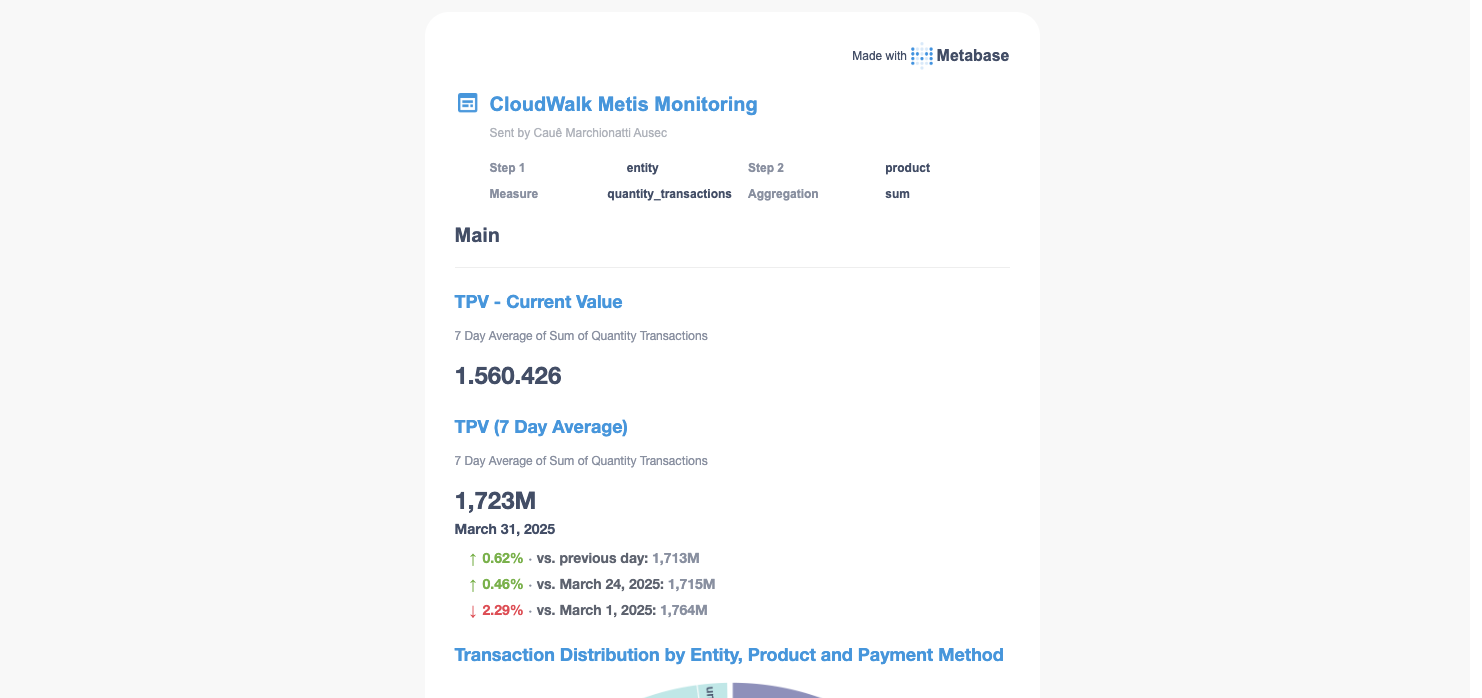 Made with Metabase
CloudWalk Metis Monitoring
Sent by Cauê Marchionatti Ausec
Step 1 entity Step 2 product
Measure quantity_transactions Aggregation sum
Main
TPV - Current Value
7 Day Average of Sum of Quantity Transactions
1.560.426
TPV (7 Day Average)
7 Day Average of Sum of Quantity Transactions
1,723M
March 31, 2025
↑ 0.62% · vs. previous day: 1,713M
↑ 0.46% · vs. March 24, 2025: 1,715M
↓ 2.29% · vs. March 1, 2025: 1,764M
Transaction Distribution by Entity, Product and Payment Method